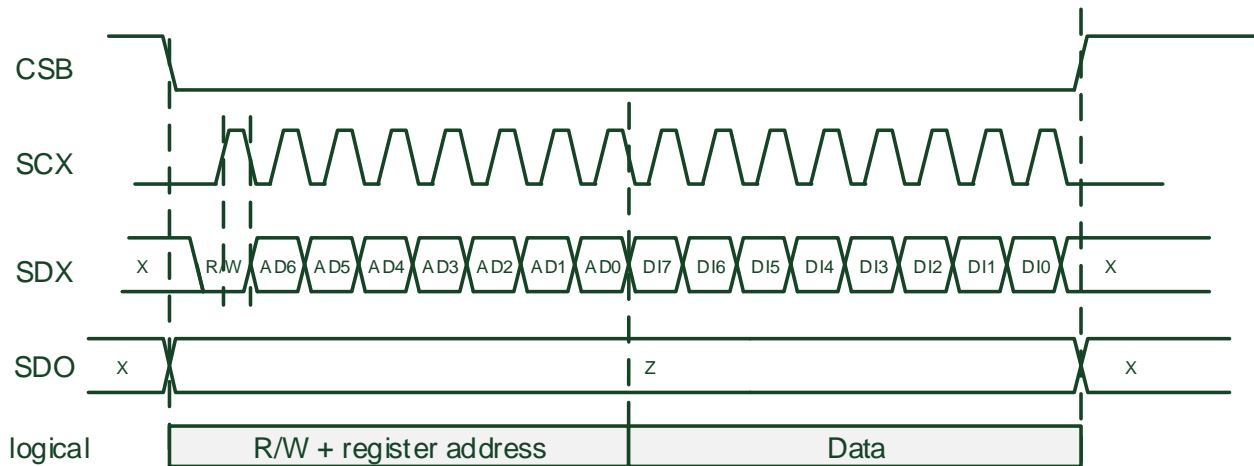 CSB
SCX
SDX X R/W AD6 AD5 AD4 AD3 AD2 AD1 AD0 DI7 DI6 DI5 DI4 DI3 DI2 DI1 DI0 X
SDO X Z X
logical R/W + register address Data